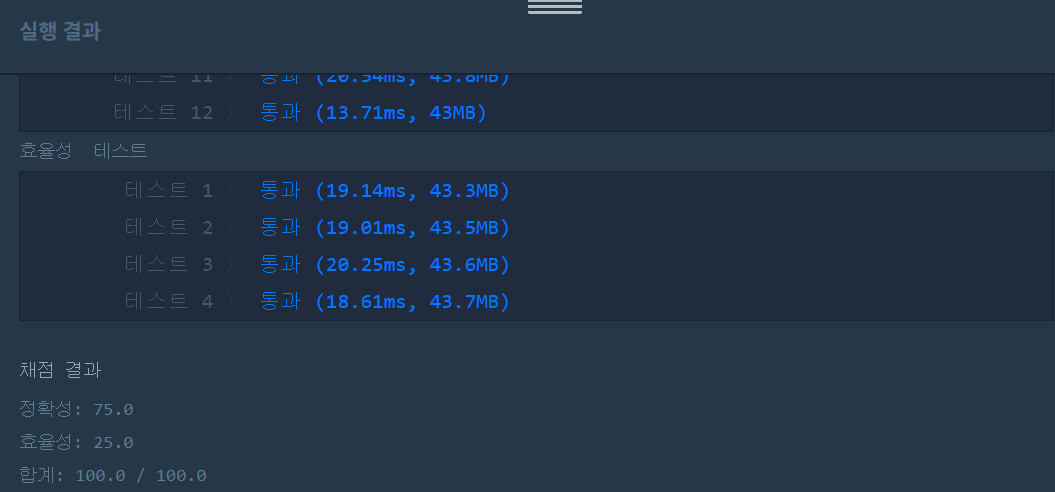 실행 결과
테스트 11 〉 통과 (20.54ms, 43.8MB)
테스트 12 〉 통과 (13.71ms, 43MB)
효율성 테스트
테스트 1 〉 통과 (19.14ms, 43.3MB)
테스트 2 〉 통과 (19.01ms, 43.5MB)
테스트 3 〉 통과 (20.25ms, 43.6MB)
테스트 4 〉 통과 (18.61ms, 43.7MB)
채점 결과
정확성: 75.0
효율성: 25.0
합계: 100.0 / 100.0